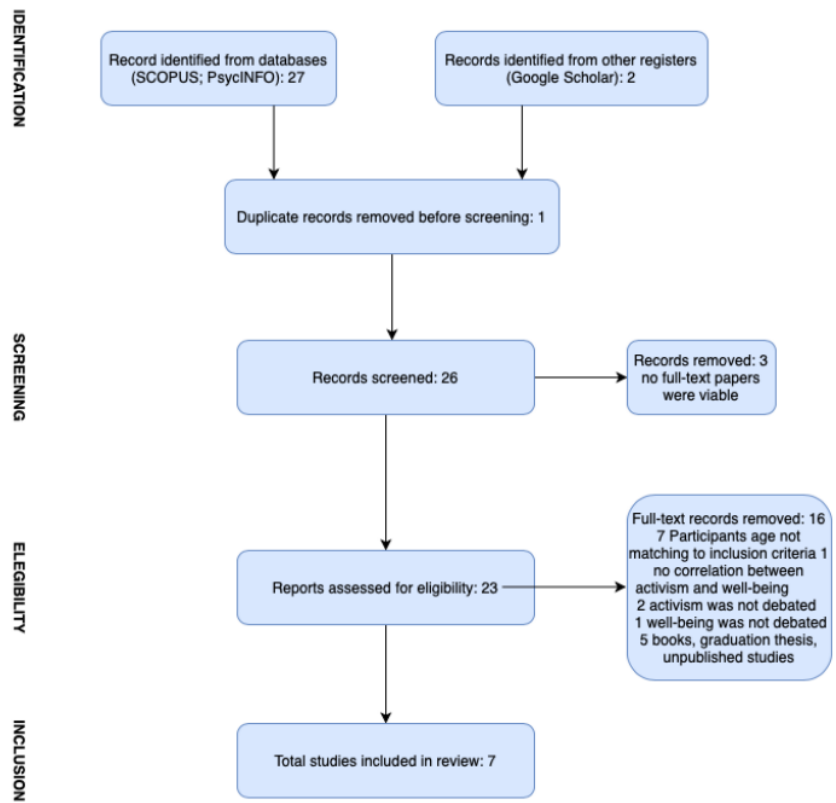 IDENTIFICATION
Record identified from databases
(SCOPUS; PsycINFO): 27
Records identified from other registers
(Google Scholar): 2
Duplicate records removed before screening: 1
SCREENING
Records screened: 26
Records removed: 3
no full-text papers
were viable
ELEGIBILITY
Reports assessed for eligibility: 23
Full-text records removed: 16
7 Participants age not
matching to inclusion criteria 1
no correlation between
activism and well-being
2 activism was not debated
1 well-being was not debated
5 books, graduation thesis,
unpublished studies
INCLUSION
Total studies included in review: 7